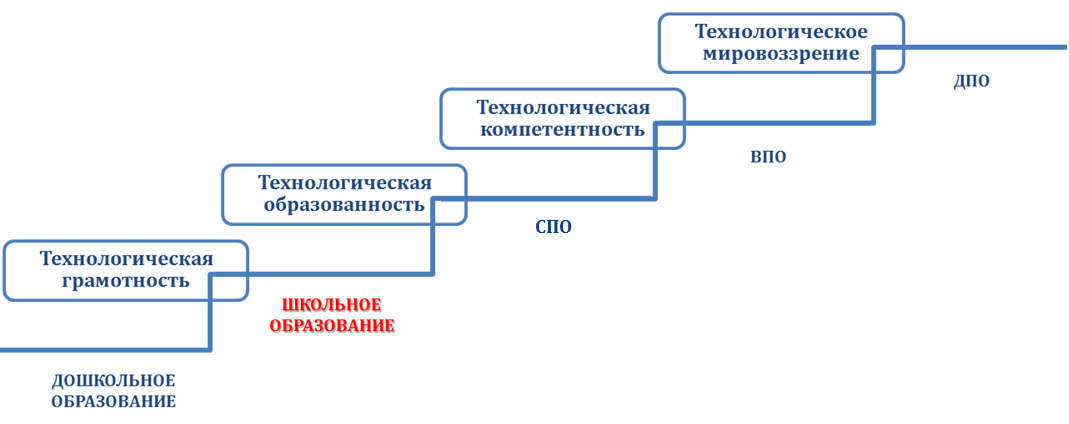 Технологическое
мировоззрение
ДПО
Технологическая
компетентность
ВПО
Технологическая
образованность
СПО
Технологическая
грамотность
ШКОЛЬНОЕ
ОБРАЗОВАНИЕ
ДОШКОЛЬНОЕ
ОБРАЗОВАНИЕ